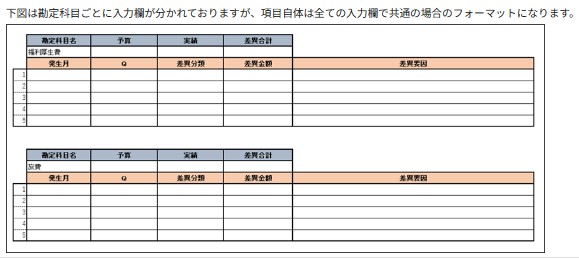 下図は勘定科目ごとに入力欄が分かれておりますが、項目自体は全ての入力欄で共通の場合のフォーマットになります。
勘定科目名 予算 実績 差異合計
福利厚生費
発生月 Q 差異分類 差異金額 差異要因
1
2
3
4
5
勘定科目名 予算 実績 差異合計
旅費
発生月 Q 差異分類 差異金額 差異要因
1
2
3
4
5